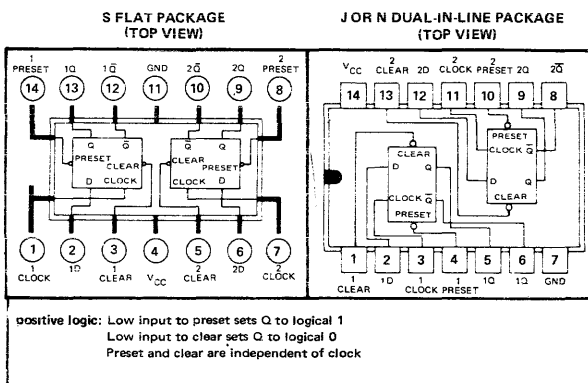 S FLAT PACKAGE
(TOP VIEW)
1 PRESET 1Q 1Q̅ GND 2Q̅ 2Q 2 PRESET
14 13 12 11 10 9 8
Q Q̅ Q̅ Q
PRESET CLEAR CLEAR PRESET
D CLOCK CLOCK D
1 2 3 4 5 6 7
1 CLOCK 1D 1 CLEAR VCC 2 CLEAR 2D 2 CLOCK
J OR N DUAL-IN-LINE PACKAGE
(TOP VIEW)
VCC 2 CLEAR 2D 2 CLOCK 2 PRESET 2Q 2Q̅
14 13 12 11 10 9 8
PRESET
CLOCK Q̅
D Q
CLEAR
CLEAR
D Q
CLOCK Q̅
PRESET
1 2 3 4 5 6 7
1 CLEAR 1D 1 CLOCK 1 PRESET 1Q 1Q̅ GND
positive logic: Low input to preset sets Q to logical 1
Low input to clear sets Q to logical 0
Preset and clear are independent of clock